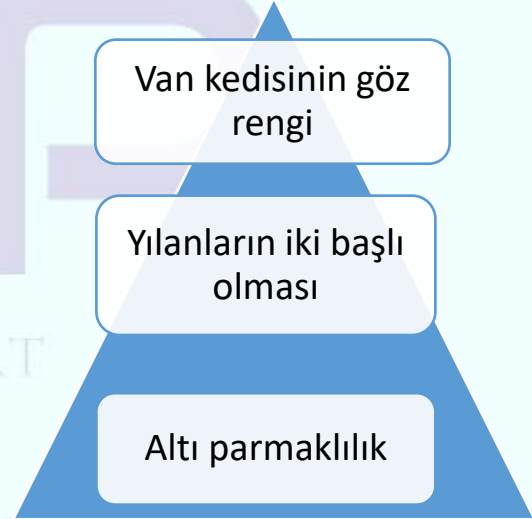 Van kedisinin göz
rengi
Yılanların iki başlı
olması
Altı parmaklılık